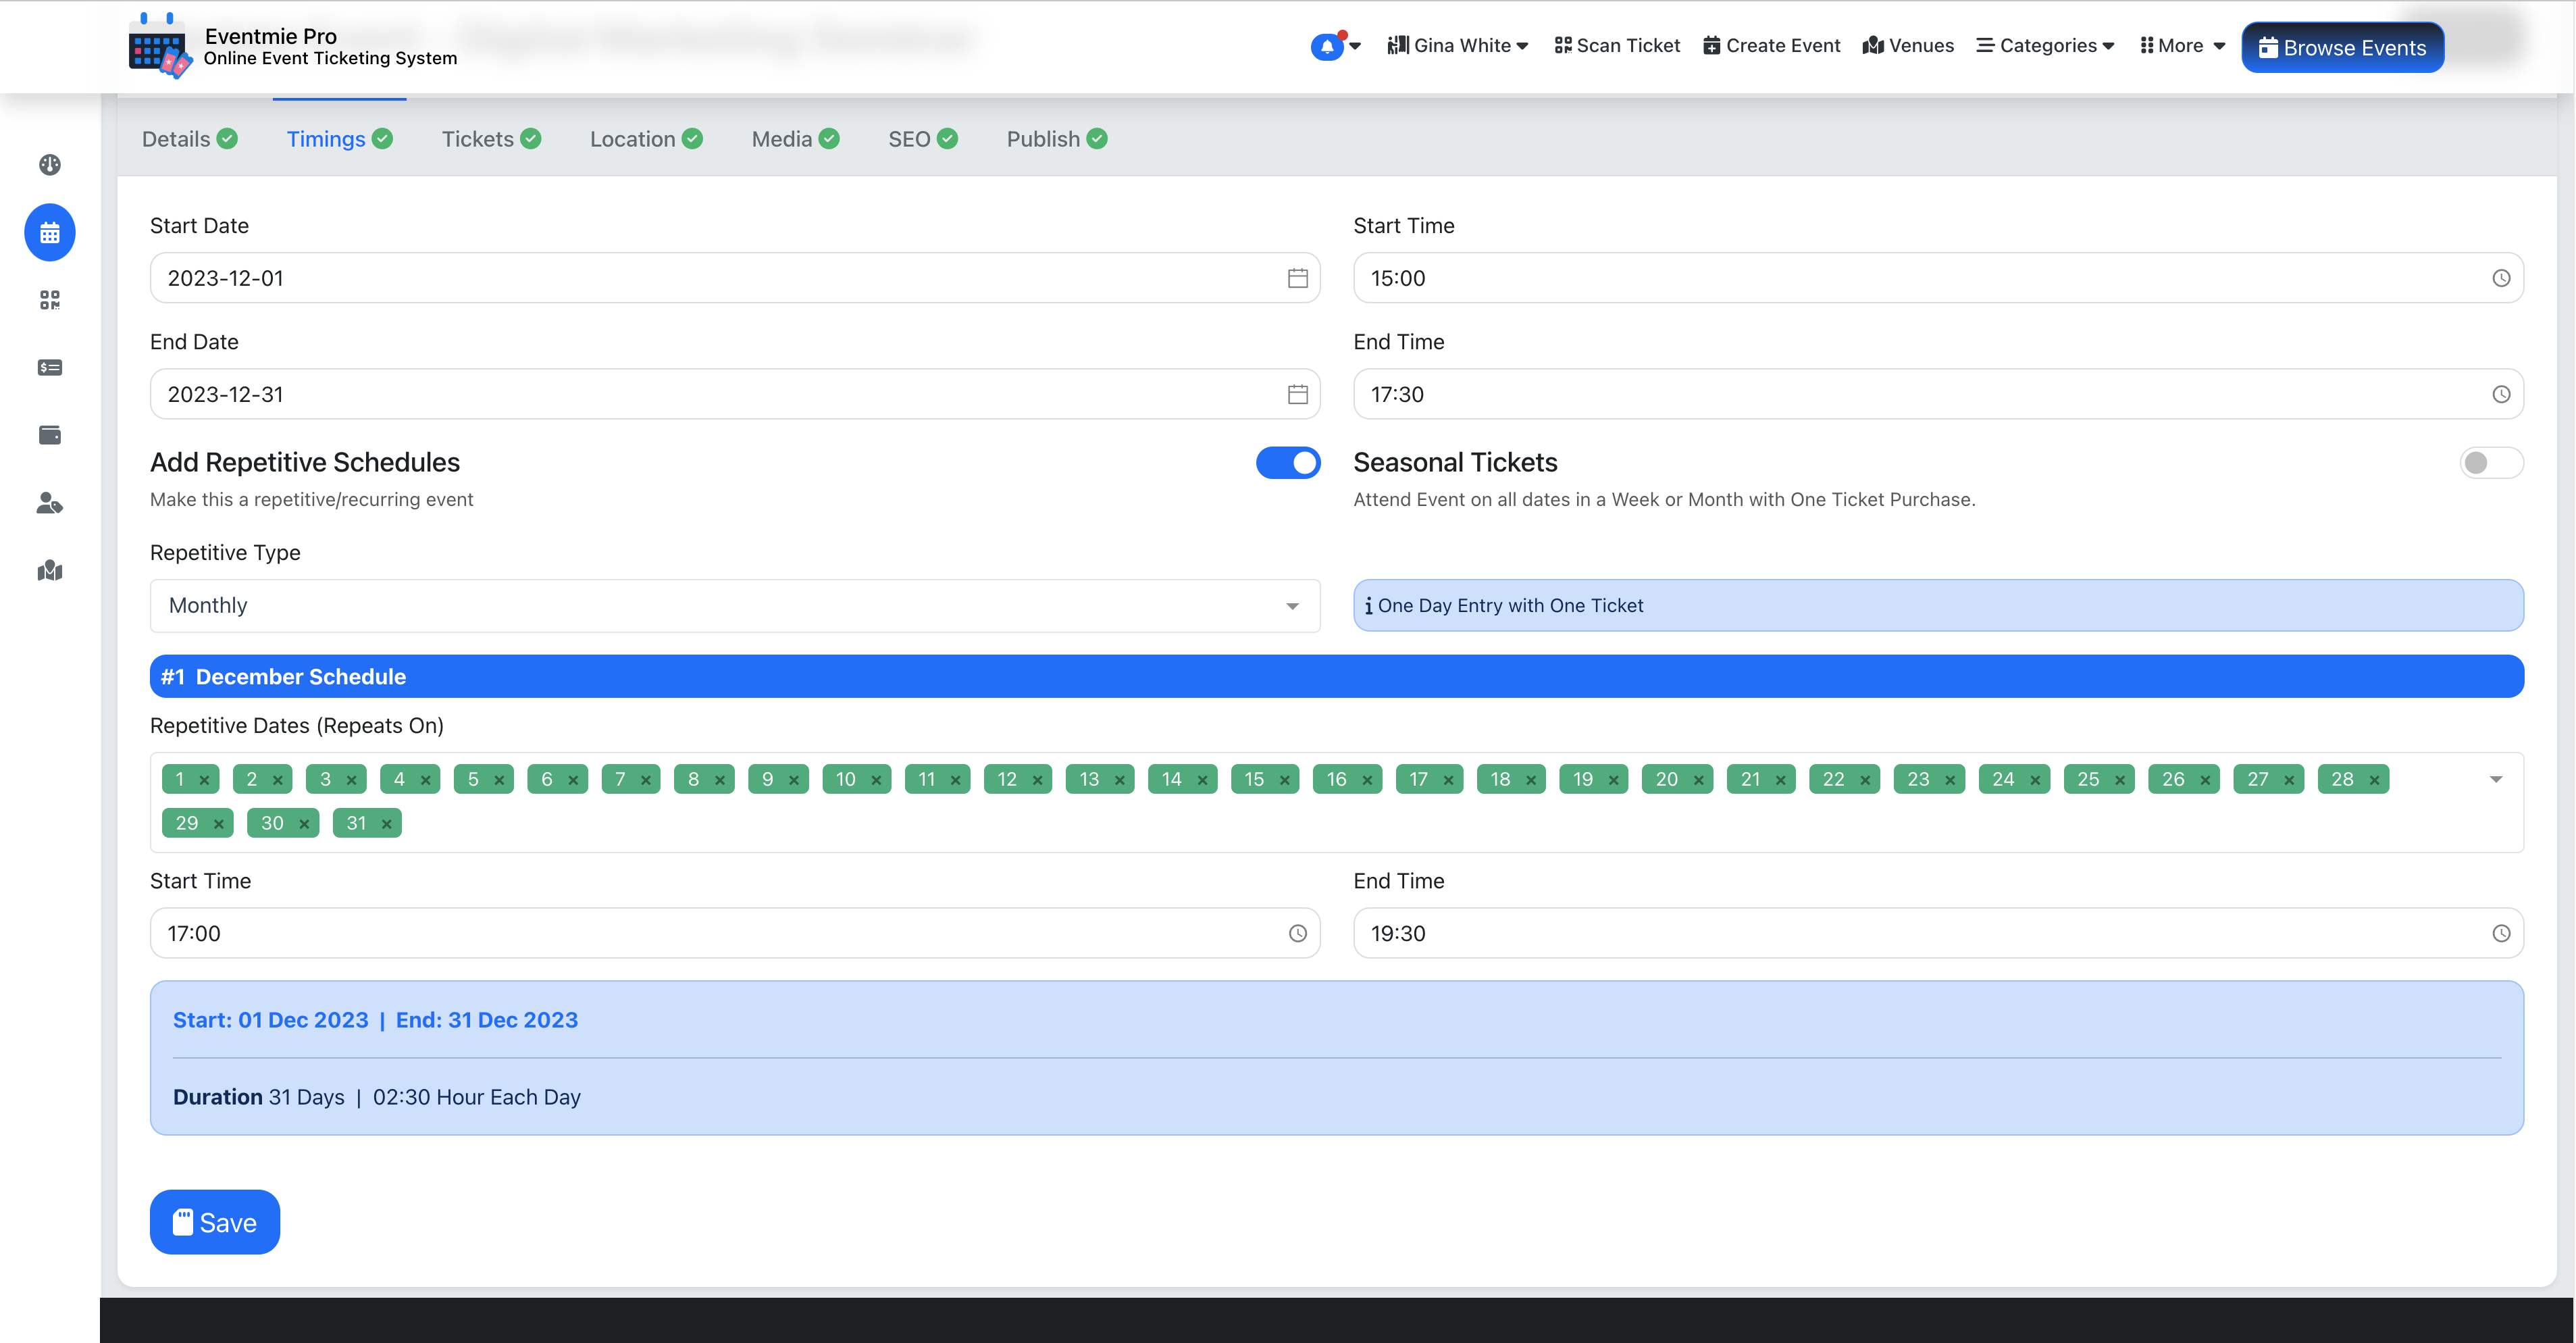 Eventmie Pro
Online Event Ticketing System
Gina White
Scan Ticket
Create Event
Venues
Categories
More
Browse Events
Details
Timings
Tickets
Location
Media
SEO
Publish
Start Date
Start Time
2023-12-01
15:00
End Date
End Time
2023-12-31
17:30
Add Repetitive Schedules
Seasonal Tickets
Make this a repetitive/recurring event
Attend Event on all dates in a Week or Month with One Ticket Purchase.
Repetitive Type
Monthly
One Day Entry with One Ticket
#1 December Schedule
Repetitive Dates (Repeats On)
1 × 2 × 3 × 4 × 5 × 6 × 7 × 8 × 9 × 10 × 11 × 12 × 13 × 14 × 15 × 16 × 17 × 18 × 19 × 20 × 21 × 22 × 23 × 24 × 25 × 26 × 27 × 28 ×
29 × 30 × 31 ×
Start Time
End Time
17:00
19:30
Start: 01 Dec 2023 | End: 31 Dec 2023
Duration 31 Days | 02:30 Hour Each Day
Save